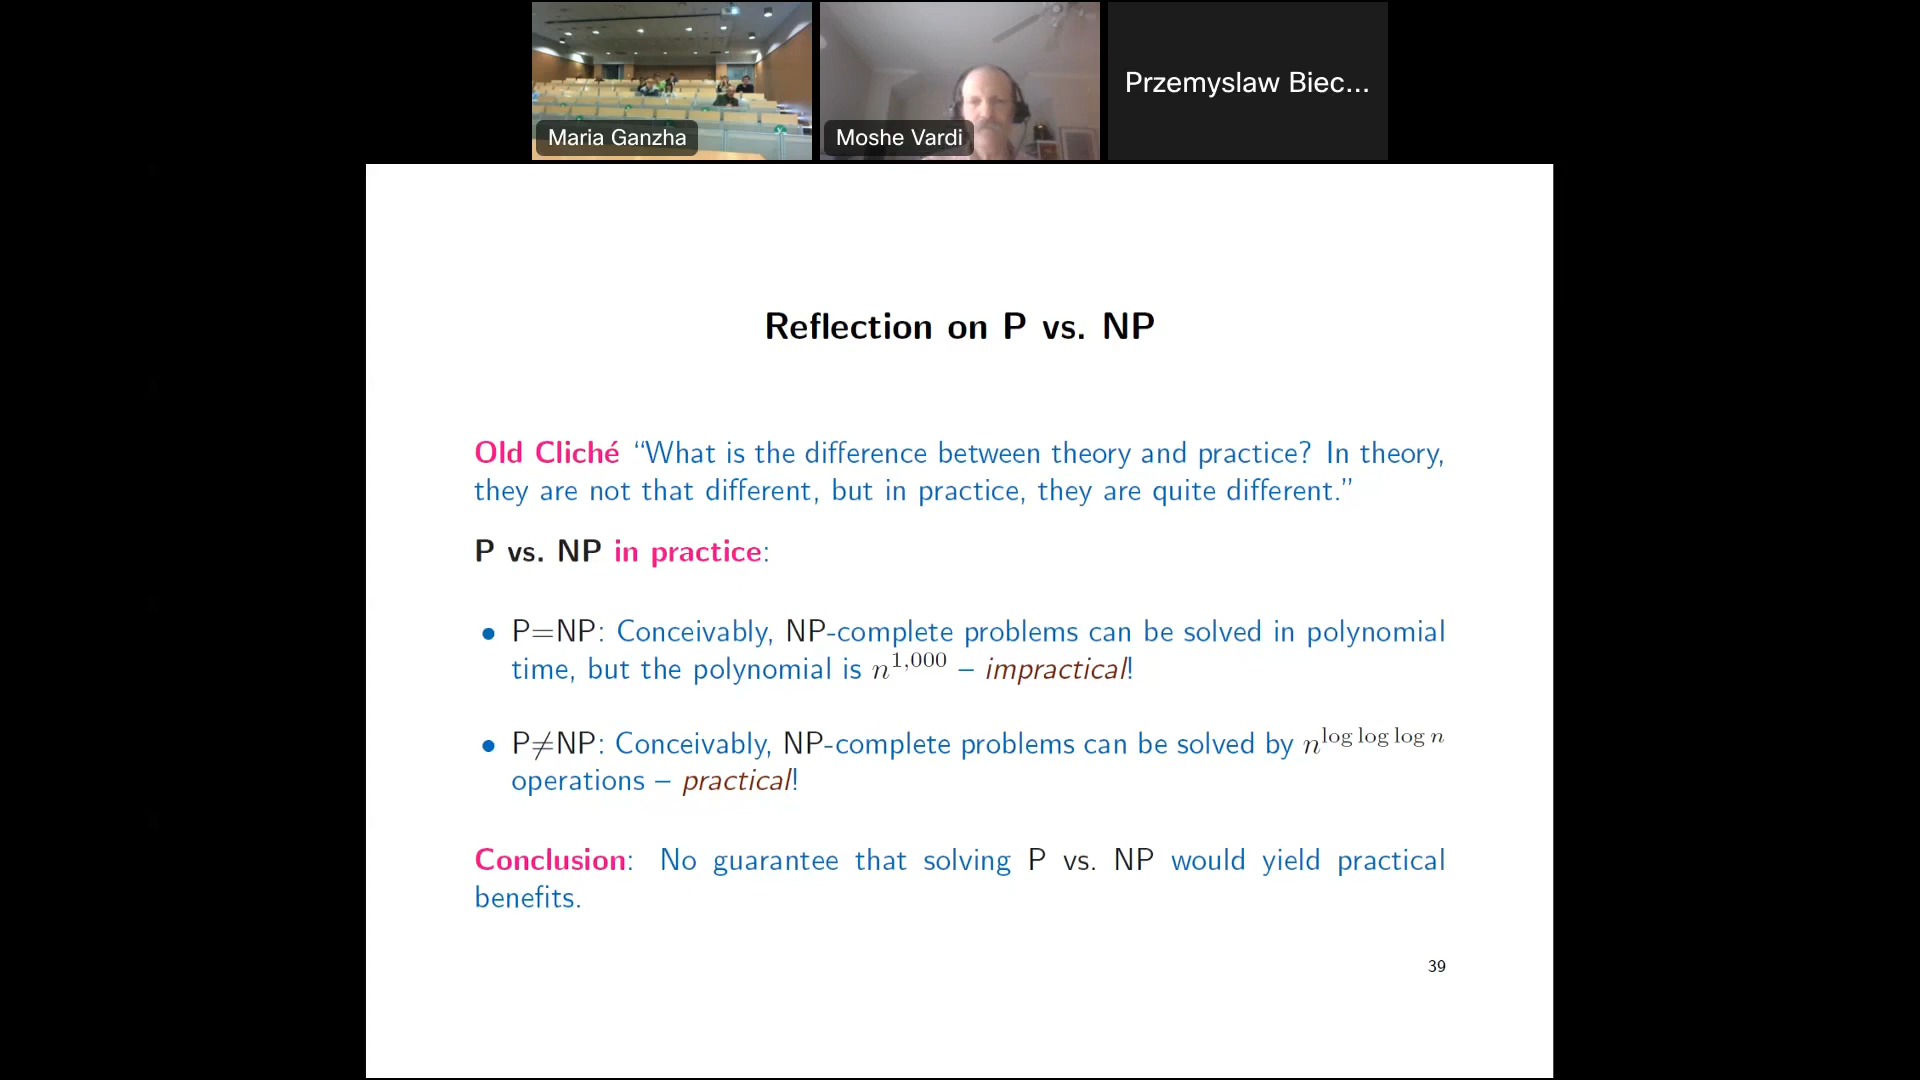 Maria Ganzha
Moshe Vardi
Przemyslaw Biec...
Reflection on P vs. NP
Old Cliché “What is the difference between theory and practice? In theory,
they are not that different, but in practice, they are quite different.”
P vs. NP in practice:
• P=NP: Conceivably, NP-complete problems can be solved in polynomial
time, but the polynomial is n^1,000 – impractical!
• P≠NP: Conceivably, NP-complete problems can be solved by n^log log log n
operations – practical!
Conclusion: No guarantee that solving P vs. NP would yield practical
benefits.
39